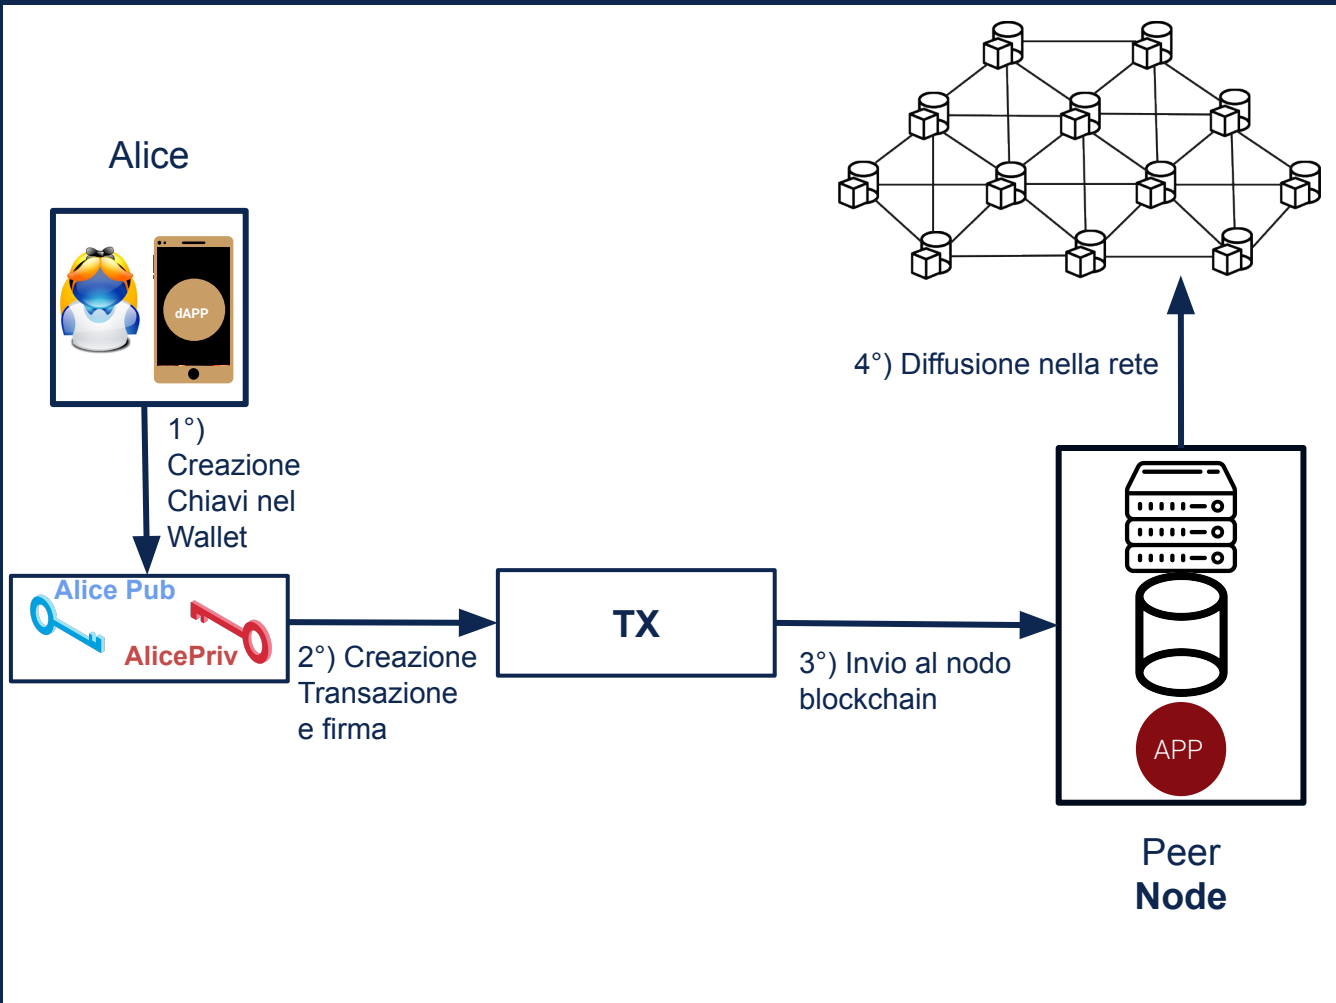 Alice
dAPP
1°)
Creazione
Chiavi nel
Wallet
Alice Pub
AlicePriv
2°) Creazione
Transazione
e firma
TX
3°) Invio al nodo
blockchain
4°) Diffusione nella rete
APP
Peer
Node